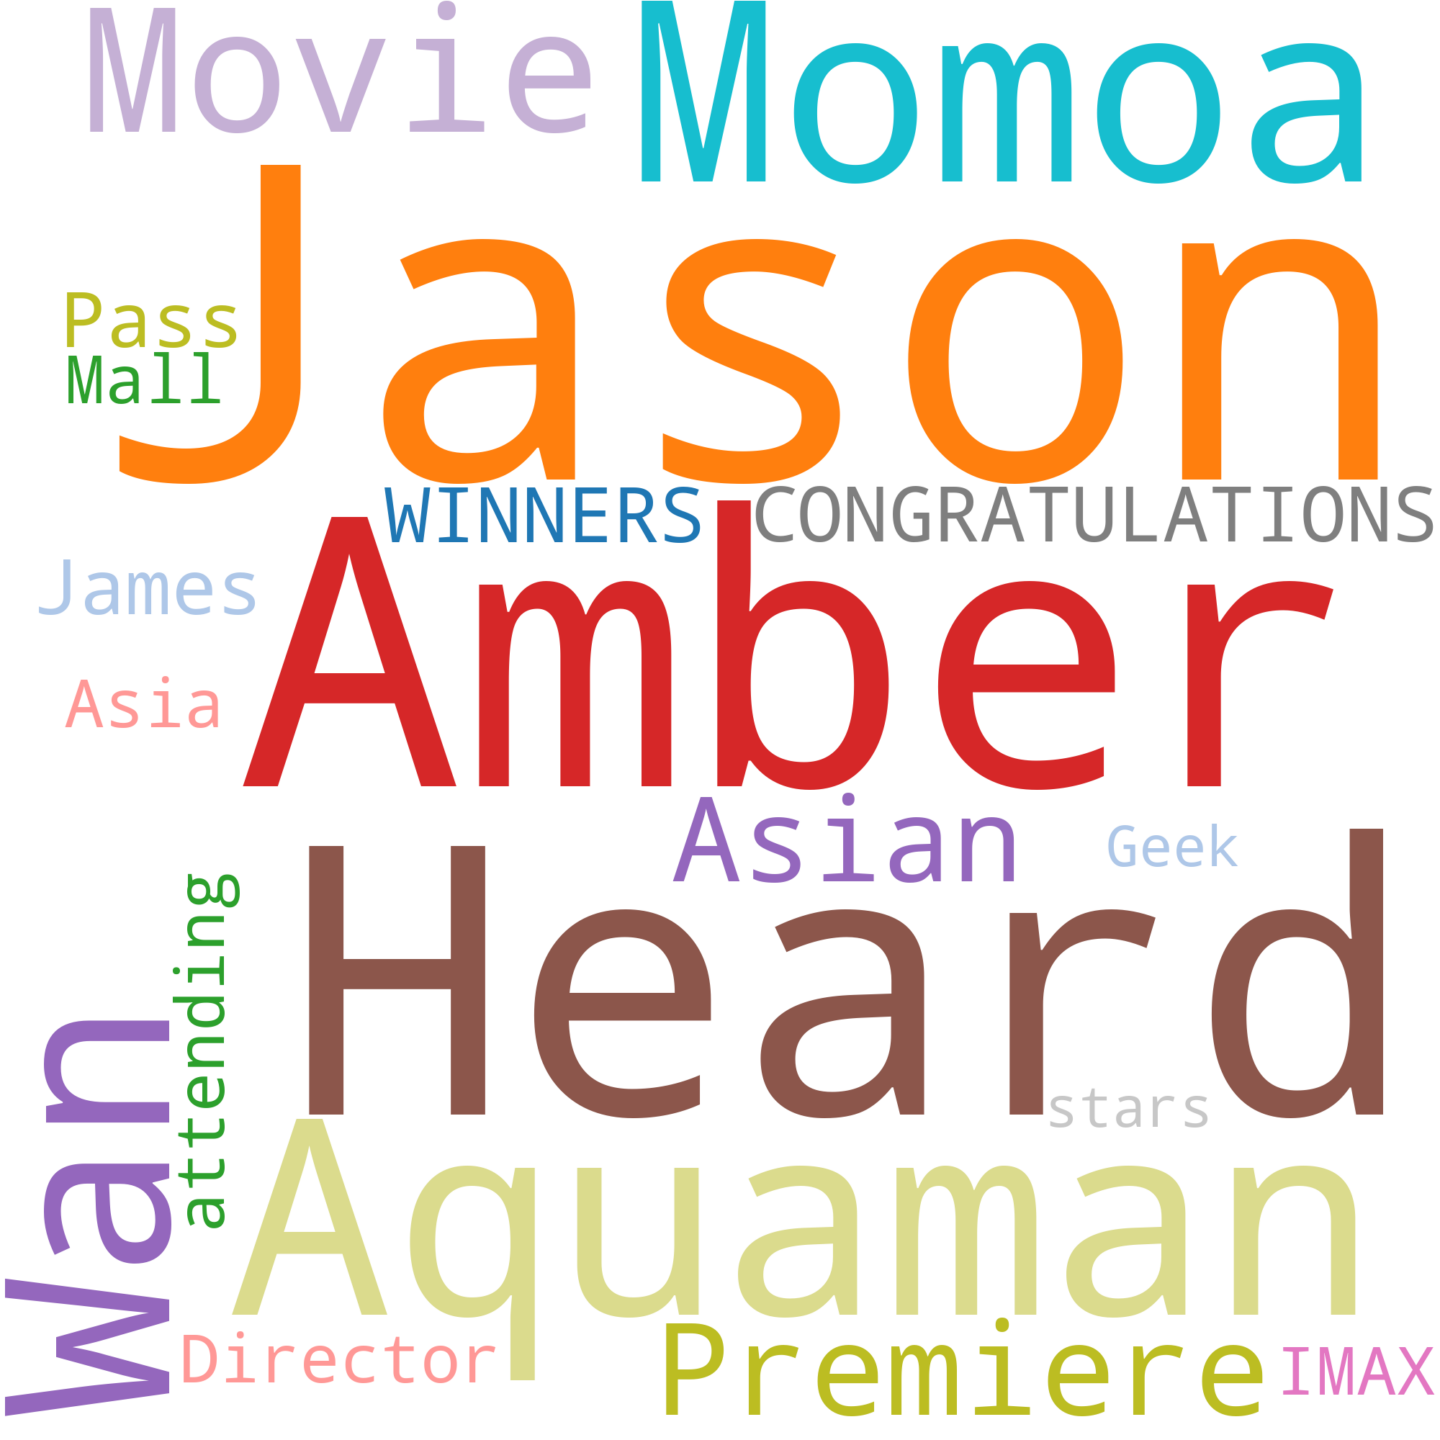 Movie Momoa
Jason
Pass
Mall
WINNERS CONGRATULATIONS
Amber
James
Asia
Asian Geek
Heard
attending
Wan
stars
Aquaman
Director Premiere IMAX